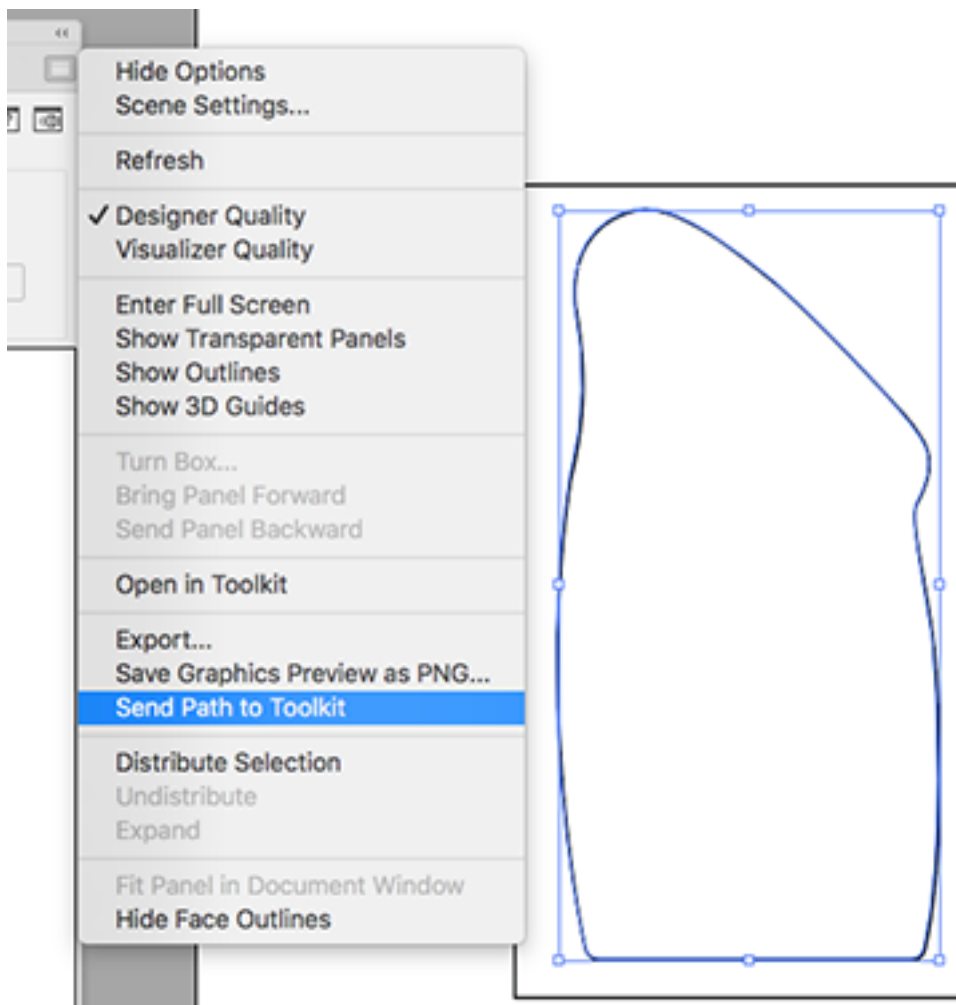 Hide Options
Scene Settings...
Refresh
✓ Designer Quality
Visualizer Quality
Enter Full Screen
Show Transparent Panels
Show Outlines
Show 3D Guides
Turn Box...
Bring Panel Forward
Send Panel Backward
Open in Toolkit
Export...
Save Graphics Preview as PNG...
Send Path to Toolkit
Distribute Selection
Undistribute
Expand
Fit Panel in Document Window
Hide Face Outlines